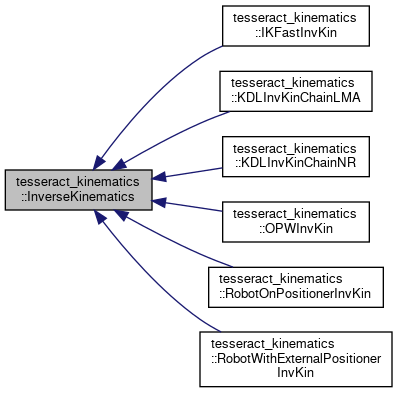 tesseract_kinematics
::IKFastInvKin
tesseract_kinematics
::KDLInvKinChainLMA
tesseract_kinematics
::KDLInvKinChainNR
tesseract_kinematics
::InverseKinematics
tesseract_kinematics
::OPWInvKin
tesseract_kinematics
::RobotOnPositionerInvKin
tesseract_kinematics
::RobotWithExternalPositioner
InvKin